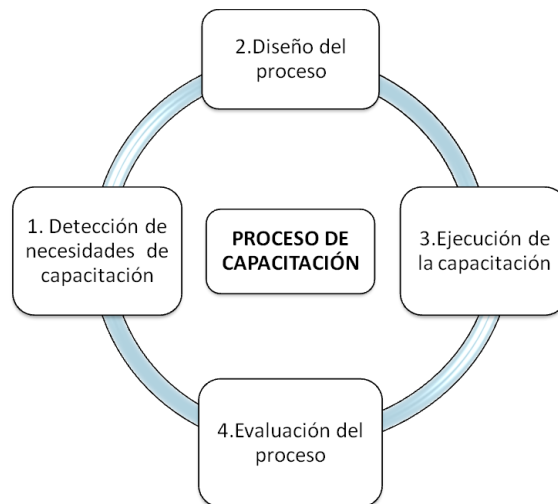 2.Diseño del
proceso
1. Detección de
necesidades de
capacitación
PROCESO DE
CAPACITACIÓN
3.Ejecución de
la capacitación
4.Evaluación del
proceso